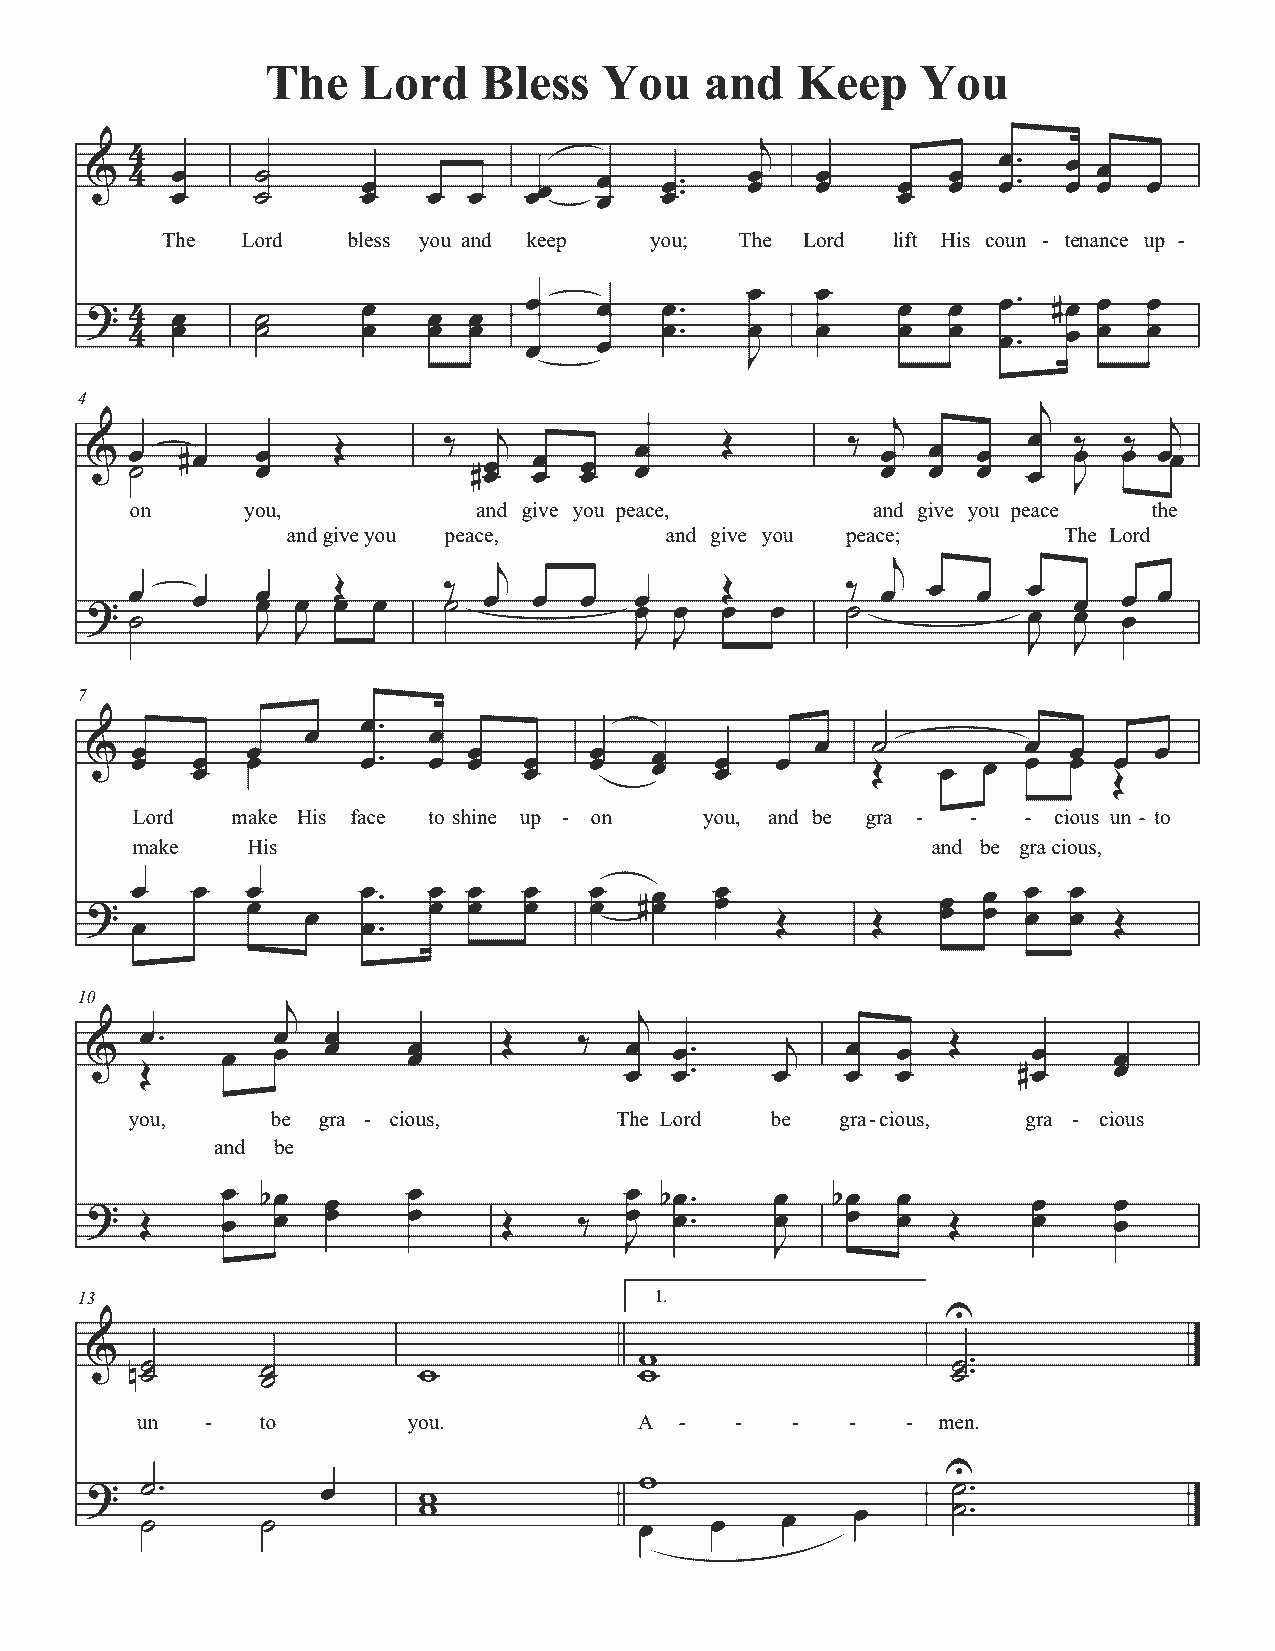 The Lord Bless You and Keep You
The Lord bless you and keep you; The Lord lift His coun - tenance up -
4
on you, and give you peace, and give you peace the
and give you peace, and give you peace; The Lord
7
Lord make His face to shine up - on you, and be gra - - - cious un - to
make His and be gra cious,
10
you, be gra - cious, The Lord be gra - cious, gra - cious
and be
13
1.
un - to you. A - - - - - men.